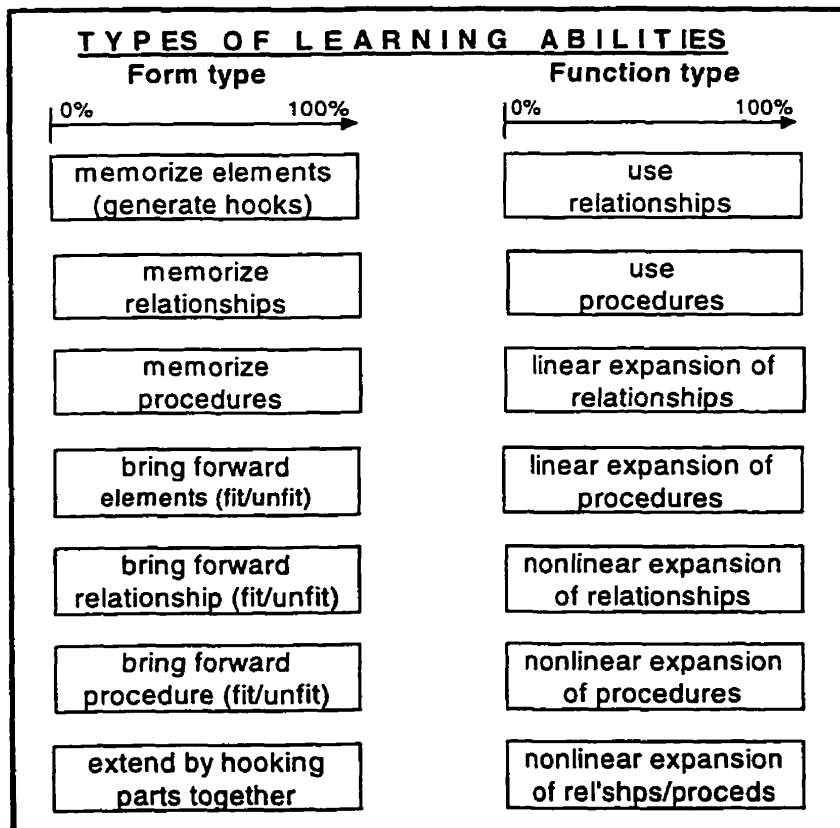 TYPES OF LEARNING ABILITIES
Form type
0% 100%
memorize elements
(generate hooks)
memorize
relationships
memorize
procedures
bring forward
elements (fit/unfit)
bring forward
relationship (fit/unfit)
bring forward
procedure (fit/unfit)
extend by hooking
parts together
Function type
0% 100%
use
relationships
use
procedures
linear expansion of
relationships
linear expansion of
procedures
nonlinear expansion
of relationships
nonlinear expansion
of procedures
nonlinear expansion
of rel'shps/proceds